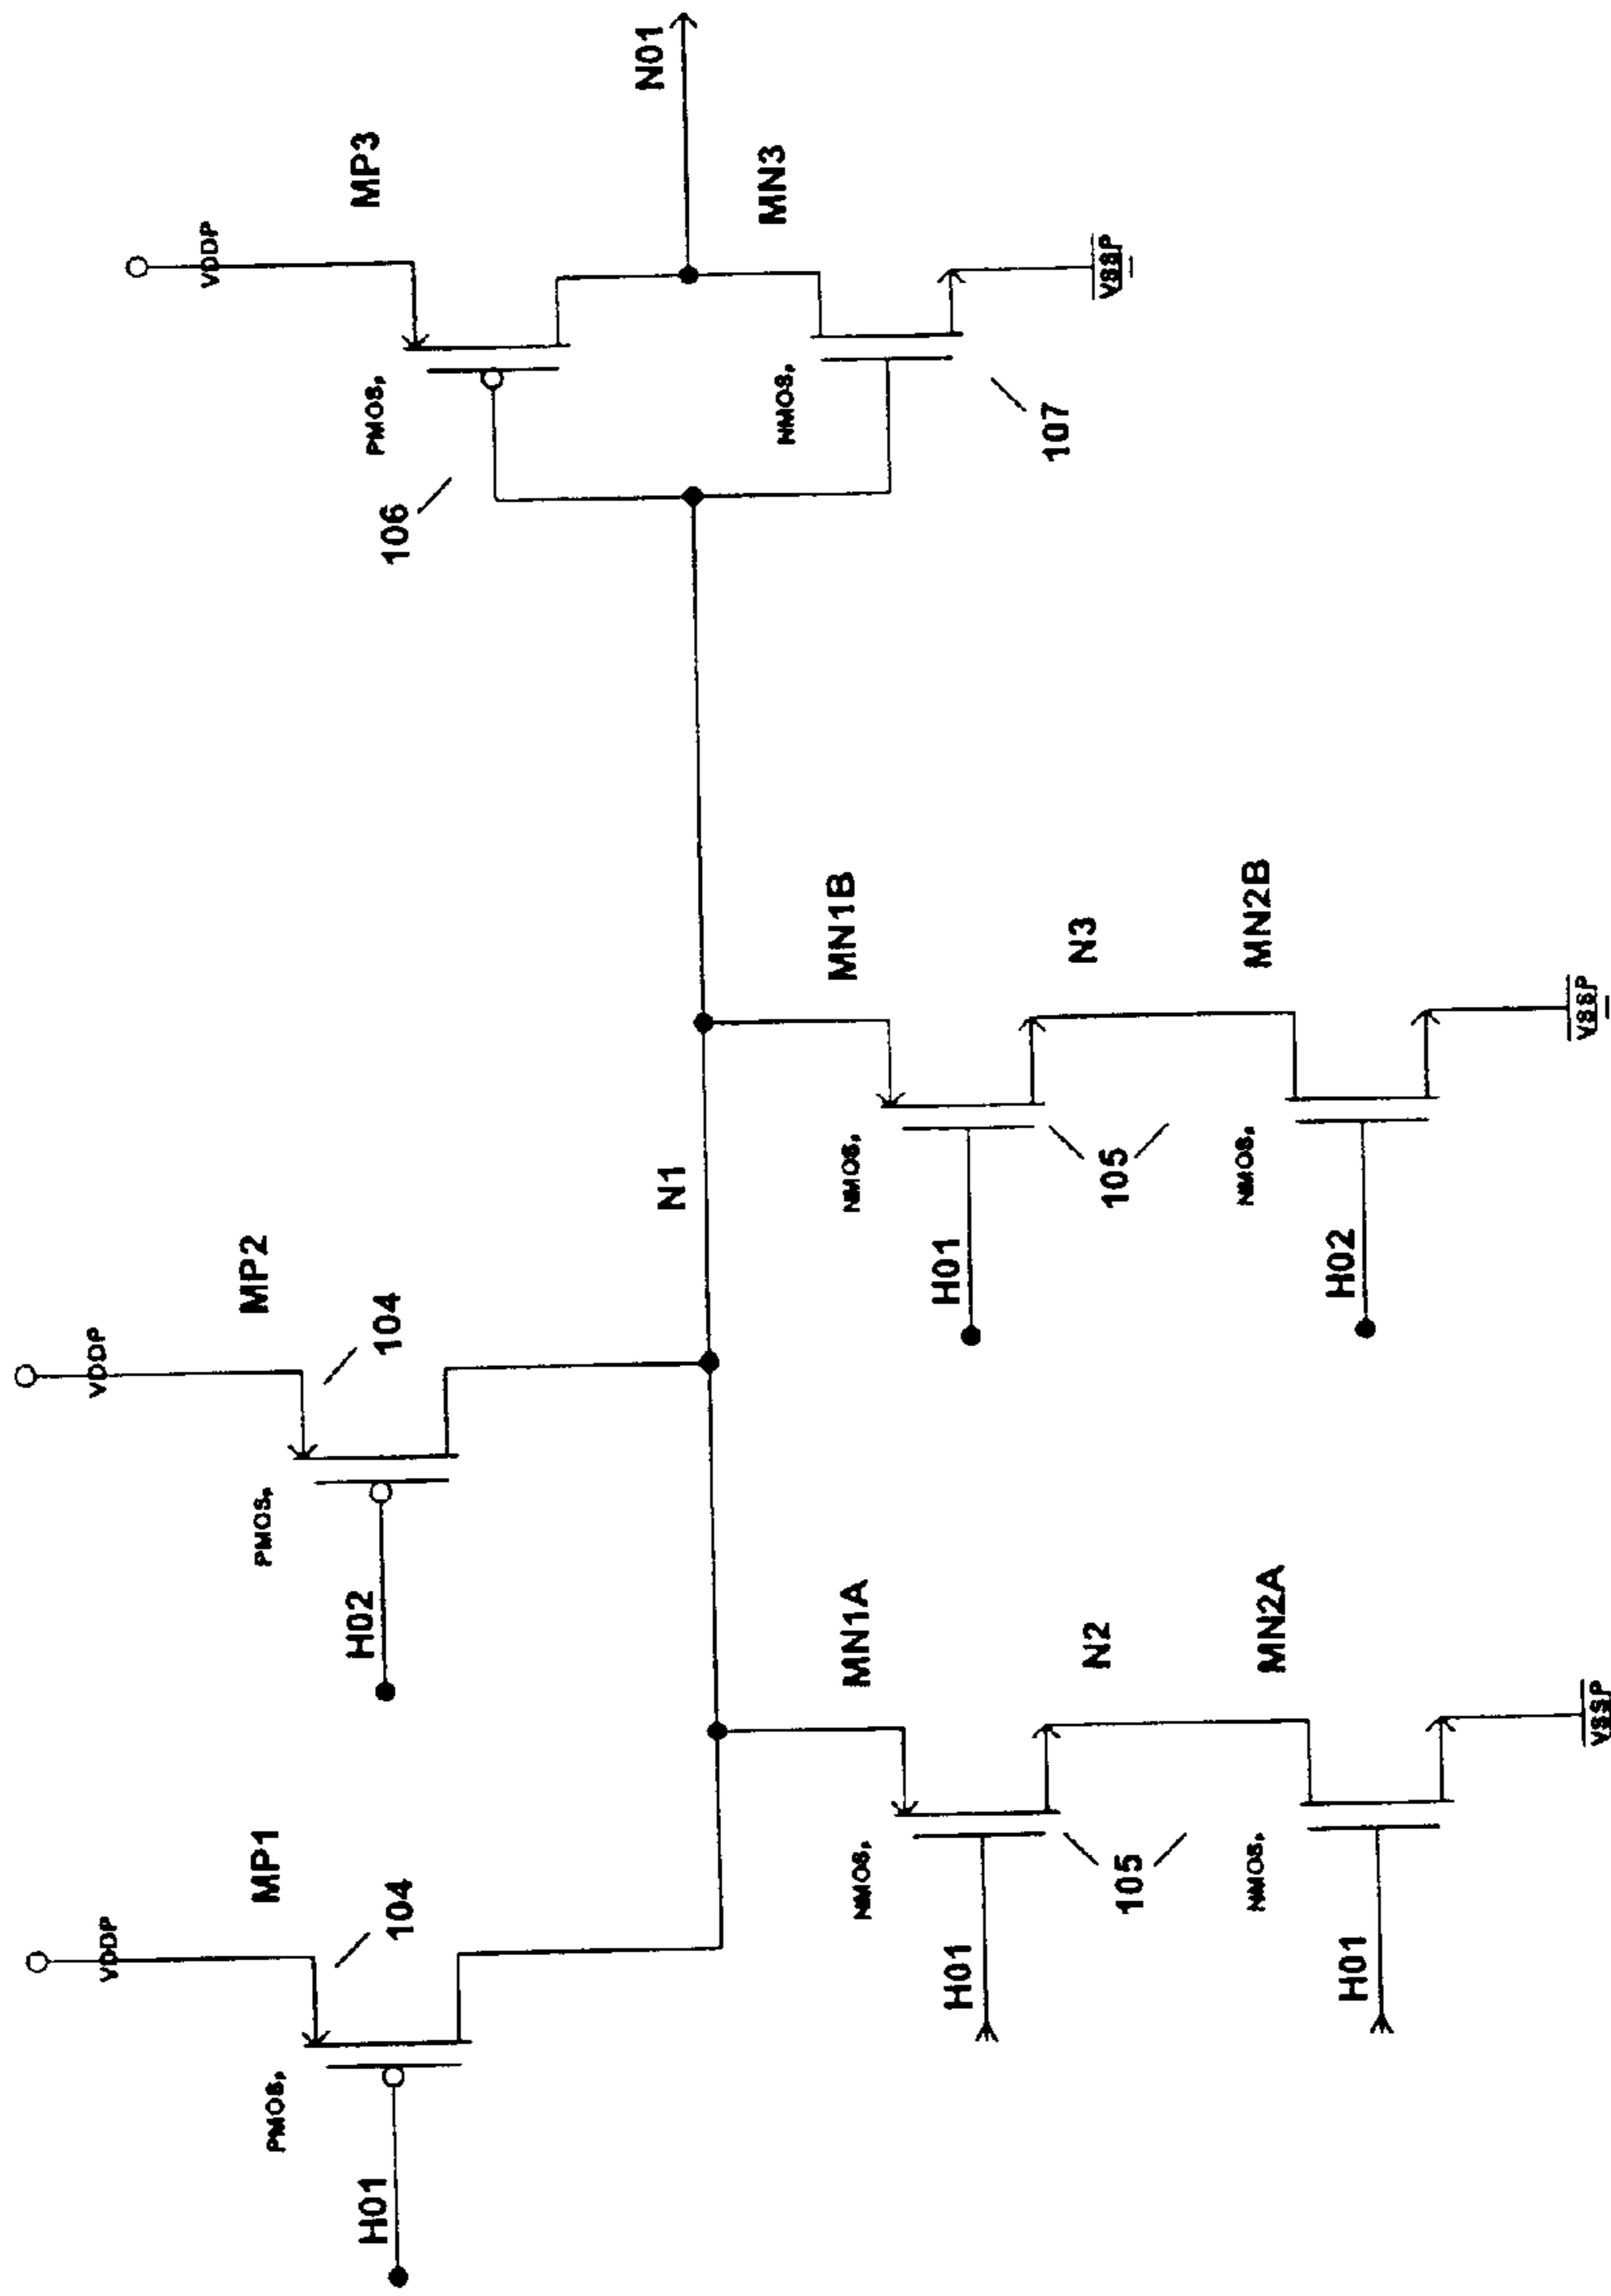 VDDP
VDDP
VDDP
MP1
MP2
MP3
PMOS,
PMOS,
PMOS,
104
104
H01
H02
106
N01
N1
MN3
NMOS,
MN1A
MN1B
NMOS,
NMOS,
H01
H01
107
VSSP
N2
N3
105
105
MN2A
MN2B
NMOS,
NMOS,
H01
H02
VSSP
VSSP